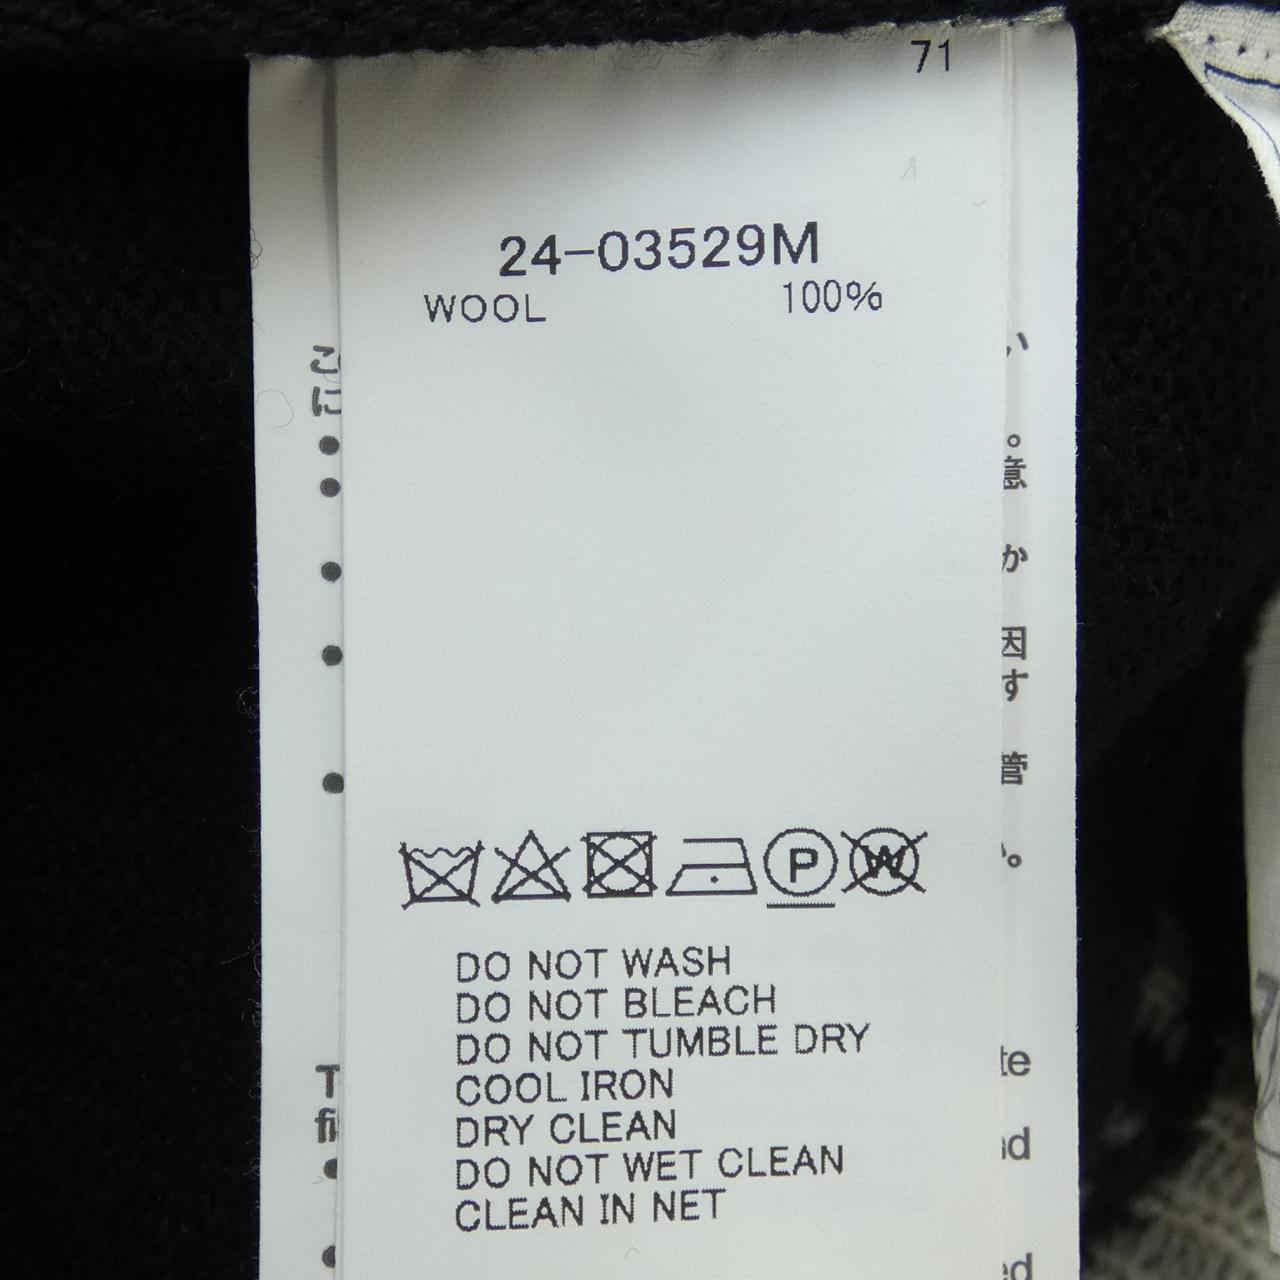 71
24-03529M
WOOL 100%
P W
DO NOT WASH
DO NOT BLEACH
DO NOT TUMBLE DRY
COOL IRON
DRY CLEAN
DO NOT WET CLEAN
CLEAN IN NET